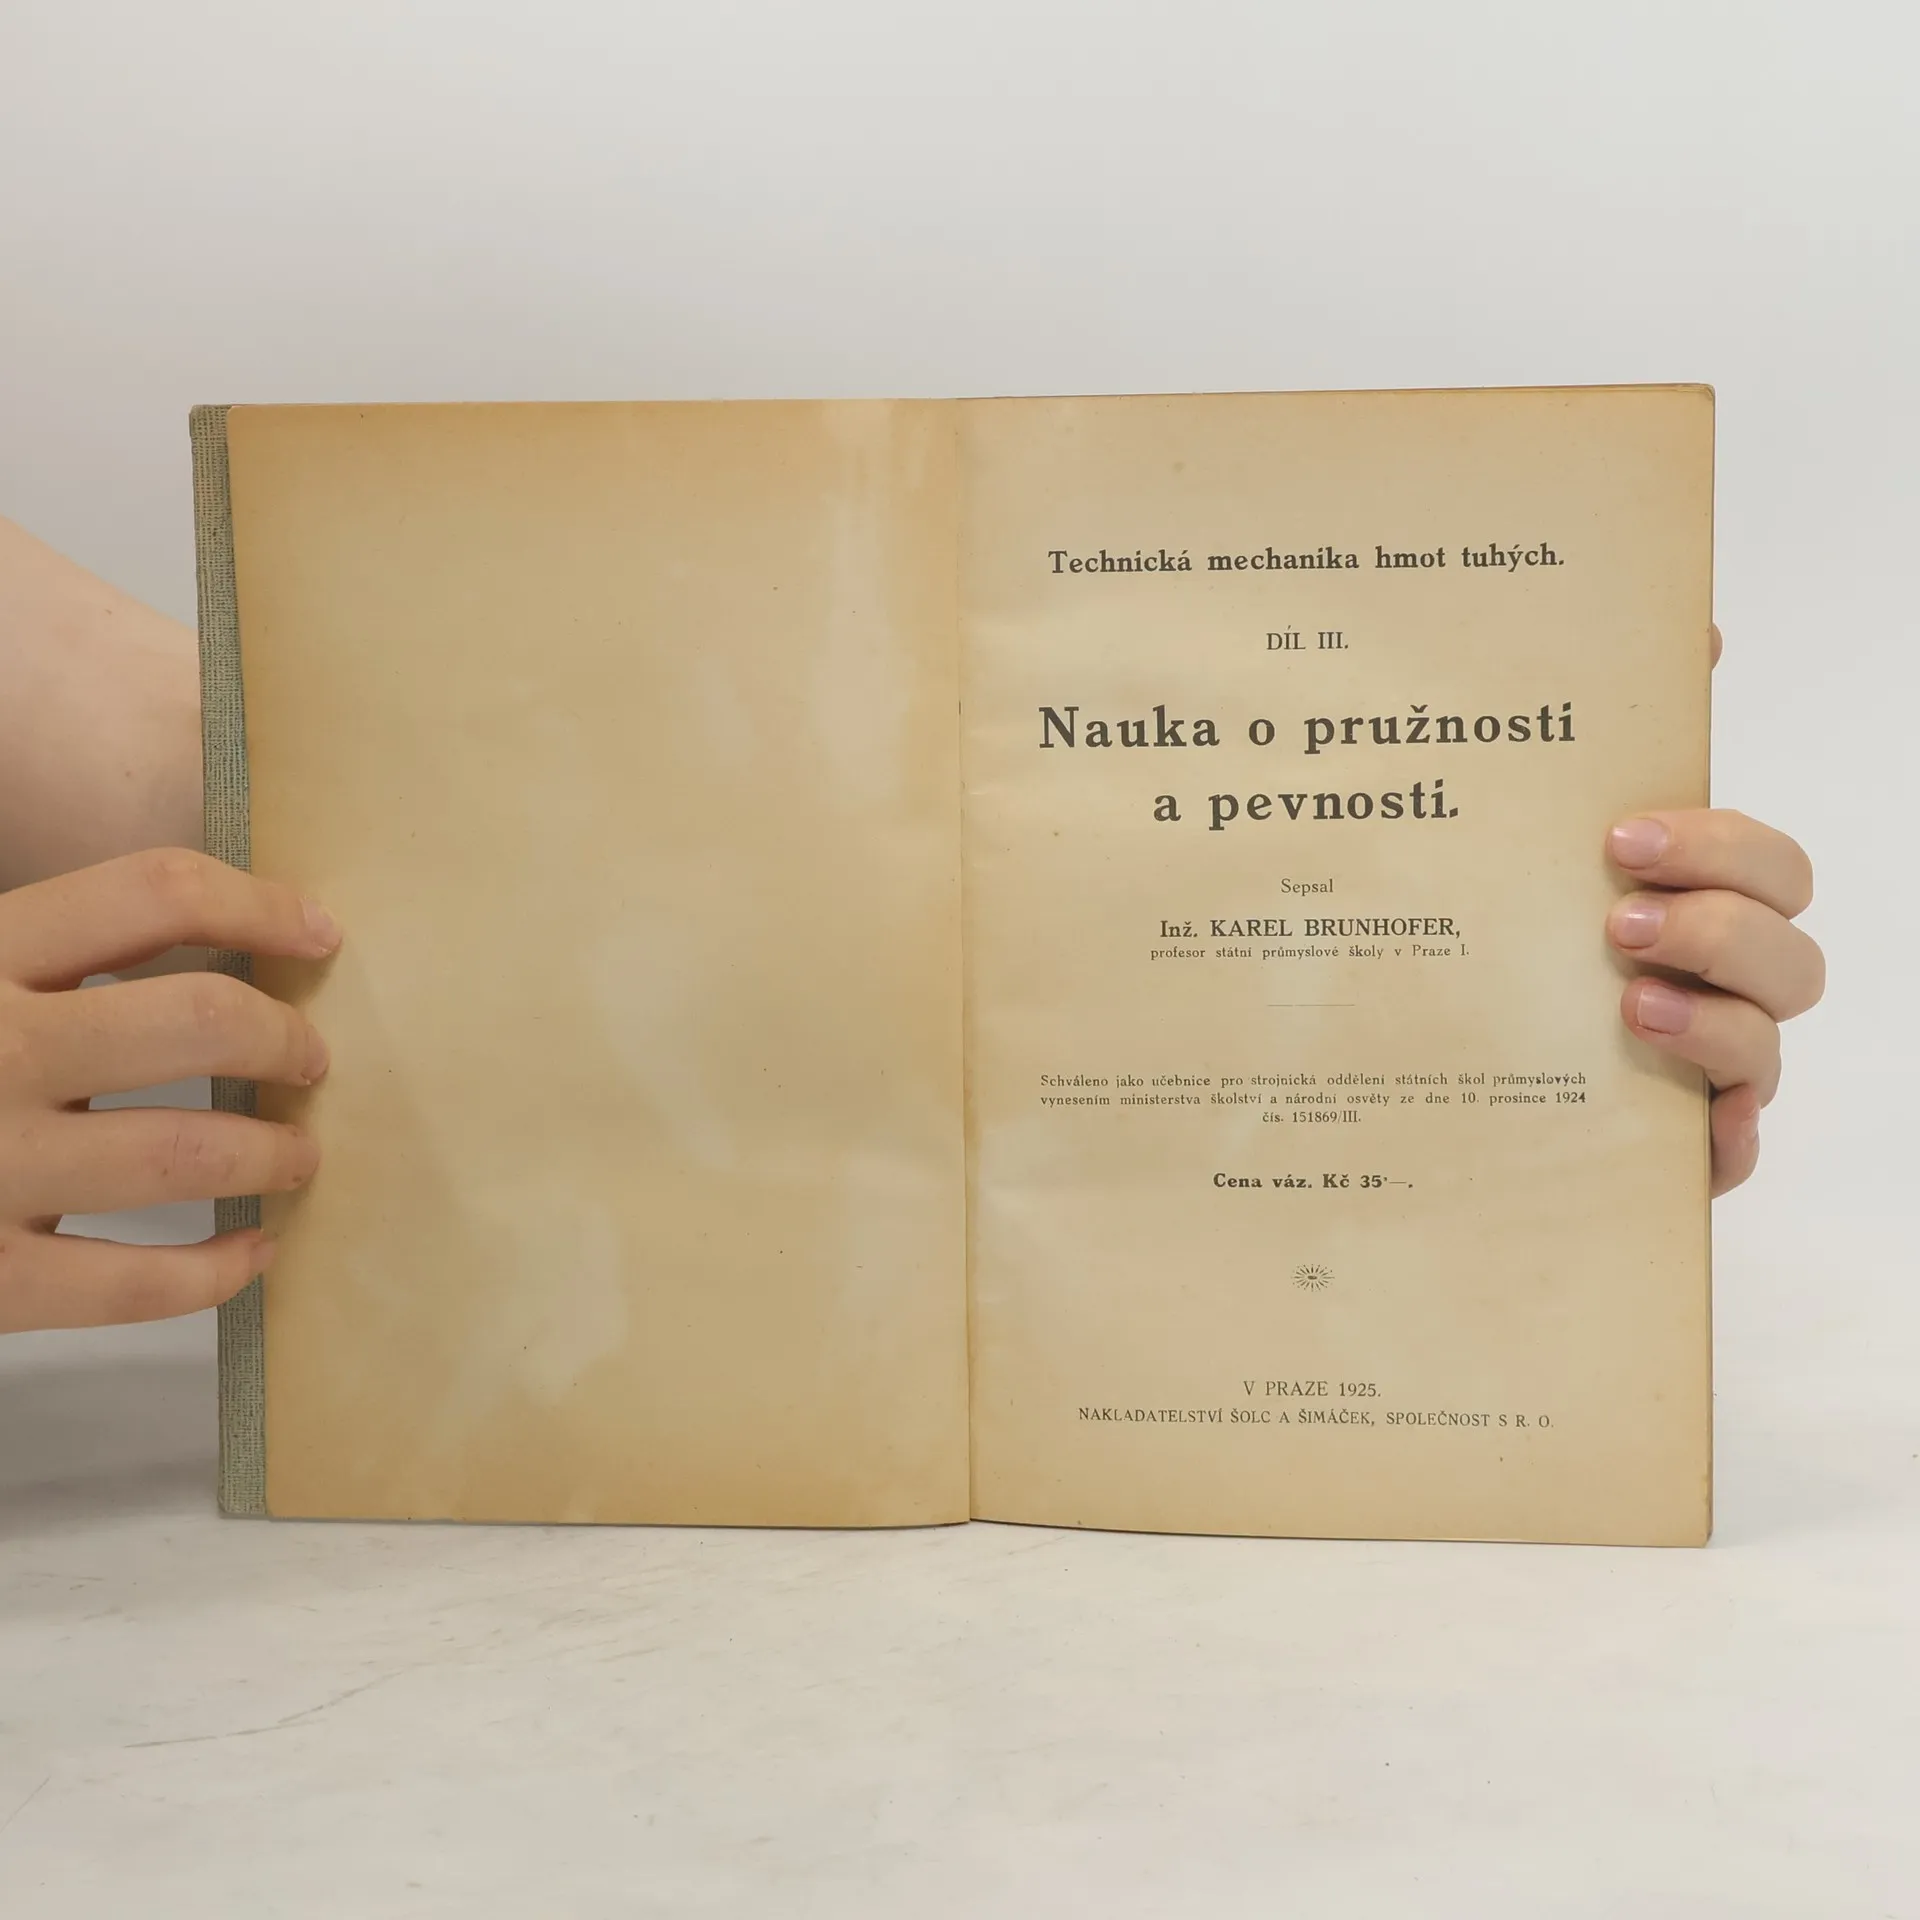 Technická mechanika hmot tuhých.
DÍL III.
Nauka o pružnosti
a pevnosti.
Sepsal
Inž. KAREL BRUNHOFER,
profesor státní průmyslové školy v Praze I.
Schváleno jako učebnice pro strojnická oddělení státních škol průmyslových
vynesením ministerstva školství a národní osvěty ze dne 10. prosince 1924
čís. 151869/III.
Cena váz. Kč 35·—.
V PRAZE 1925.
NAKLADATELSTVÍ ŠOLC A ŠIMÁČEK, SPOLEČNOST S R. O.